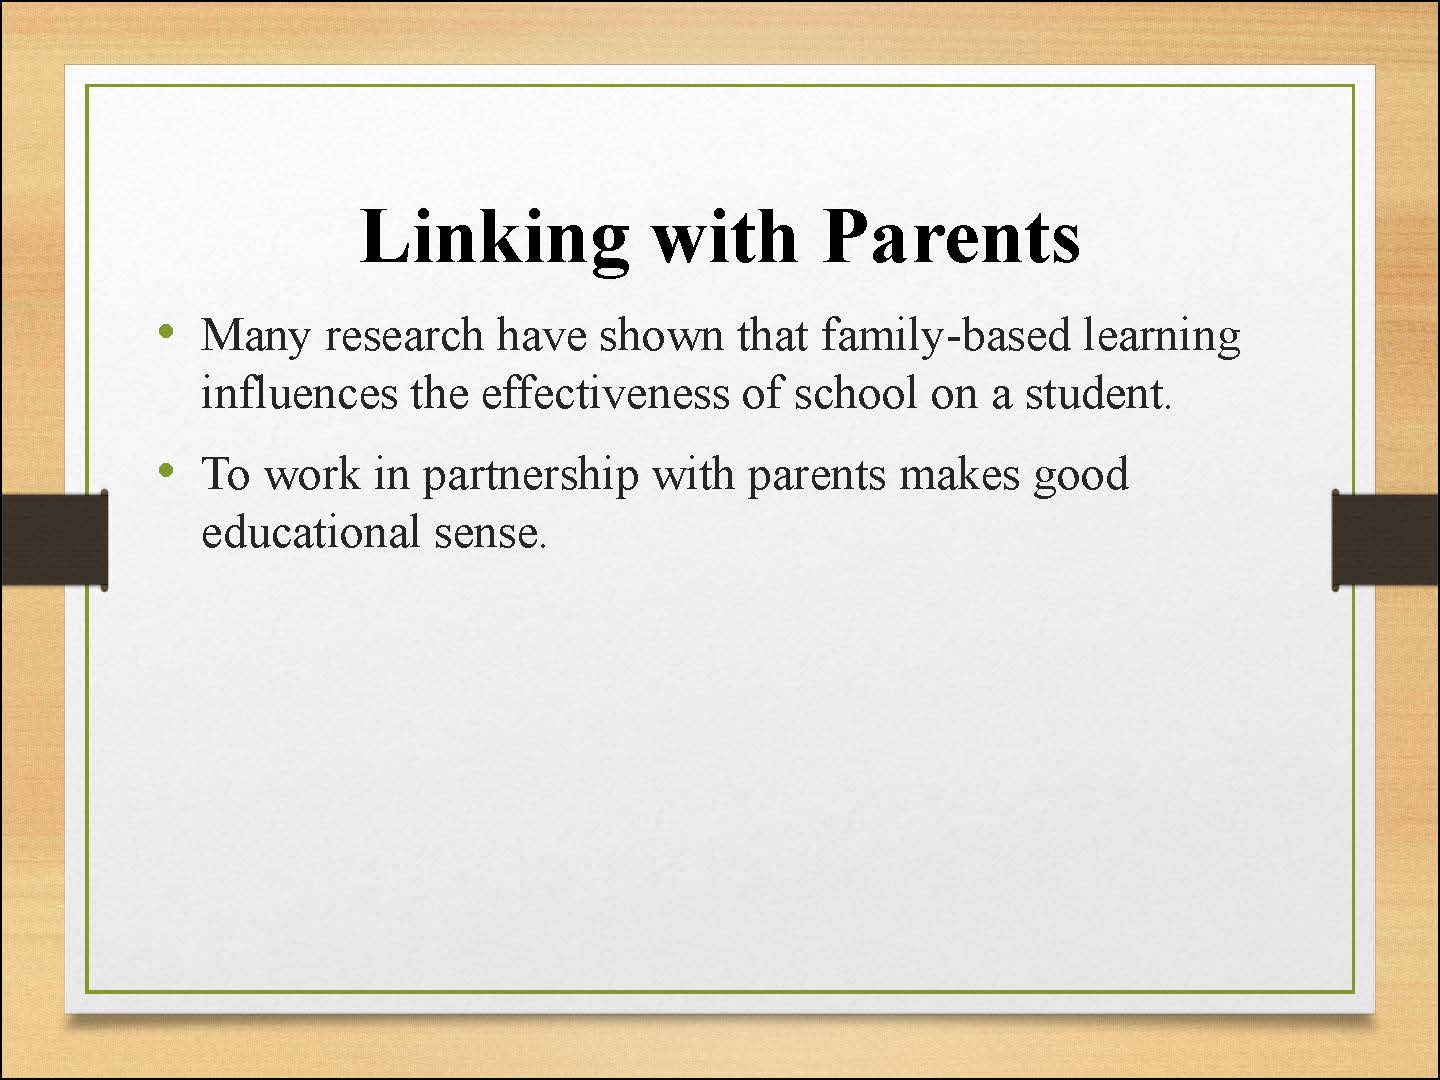 Linking with Parents
• Many research have shown that family-based learning
influences the effectiveness of school on a student.
• To work in partnership with parents makes good
educational sense.